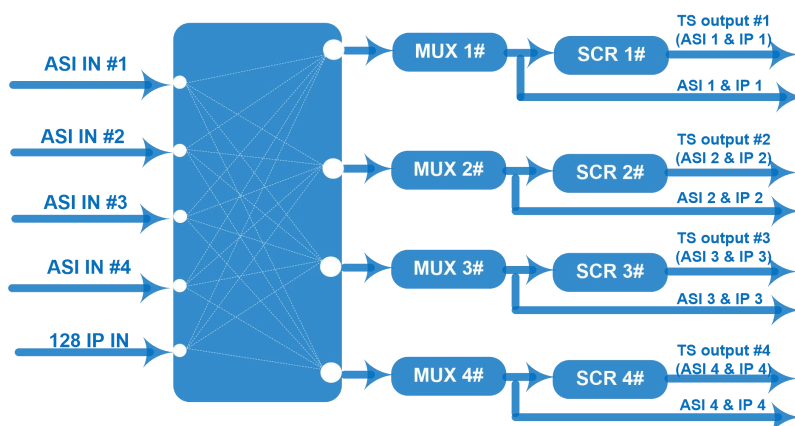 ASI IN #1
ASI IN #2
ASI IN #3
ASI IN #4
128 IP IN
MUX 1#
SCR 1#
TS output #1
(ASI 1 & IP 1)
ASI 1 & IP 1
MUX 2#
SCR 2#
TS output #2
(ASI 2 & IP 2)
ASI 2 & IP 2
MUX 3#
SCR 3#
TS output #3
(ASI 3 & IP 3)
ASI 3 & IP 3
MUX 4#
SCR 4#
TS output #4
(ASI 4 & IP 4)
ASI 4 & IP 4